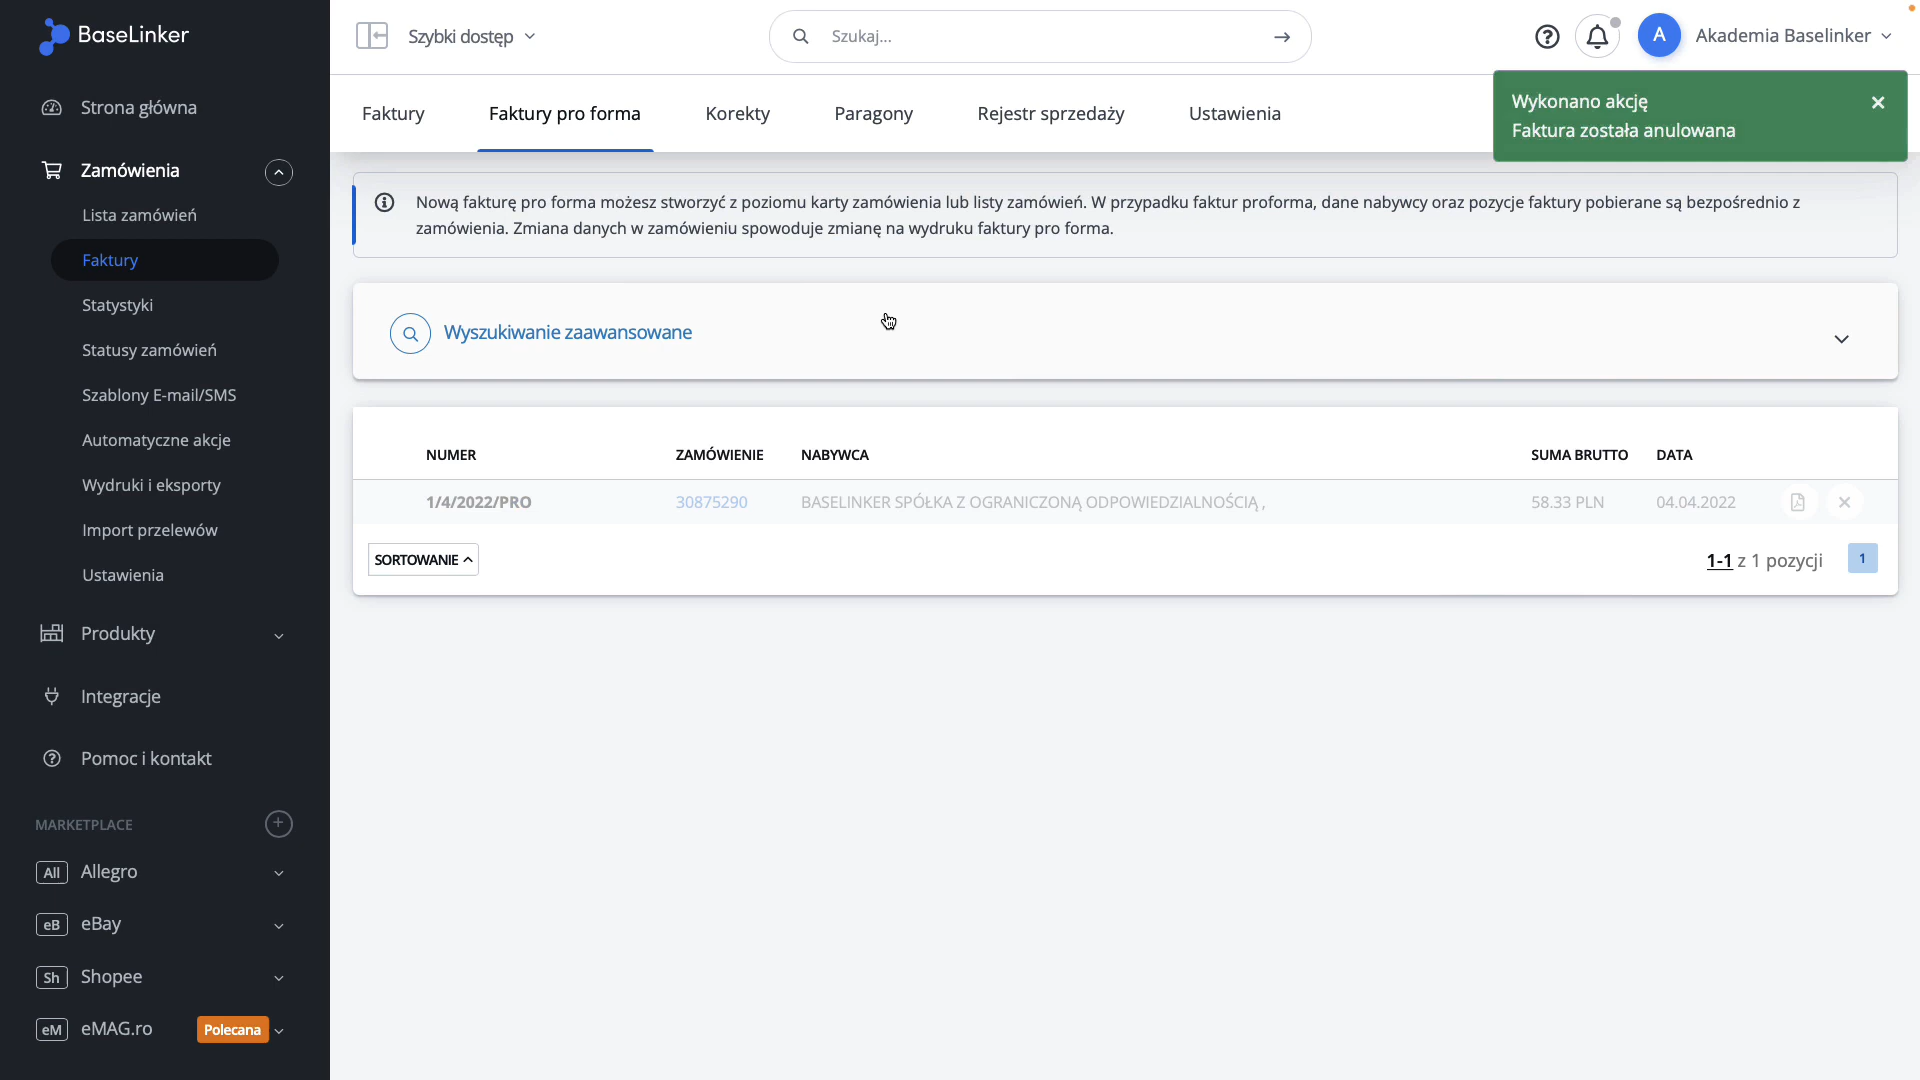 BaseLinker
Szybki dostęp
Szukaj...
A
Akademia Baselinker
Wykonano akcję
Faktura została anulowana
Strona główna
Zamówienia
Lista zamówień
Faktury
Statystyki
Statusy zamówień
Szablony E-mail/SMS
Automatyczne akcje
Wydruki i eksporty
Import przelewów
Ustawienia
Produkty
Integracje
Pomoc i kontakt
MARKETPLACE
All Allegro
eB eBay
Sh Shopee
eM eMAG.ro Polecana
Faktury Faktury pro forma Korekty Paragony Rejestr sprzedaży Ustawienia
Nową fakturę pro forma możesz stworzyć z poziomu karty zamówienia lub listy zamówień. W przypadku faktur proforma, dane nabywcy oraz pozycje faktury pobierane są bezpośrednio z
zamówienia. Zmiana danych w zamówieniu spowoduje zmianę na wydruku faktury pro forma.
Wyszukiwanie zaawansowane
NUMER ZAMÓWIENIE NABYWCA SUMA BRUTTO DATA
1/4/2022/PRO 30875290 BASELINKER SPÓŁKA Z OGRANICZONĄ ODPOWIEDZIALNOŚCIĄ , 58.33 PLN 04.04.2022
SORTOWANIE
1-1 z 1 pozycji 1